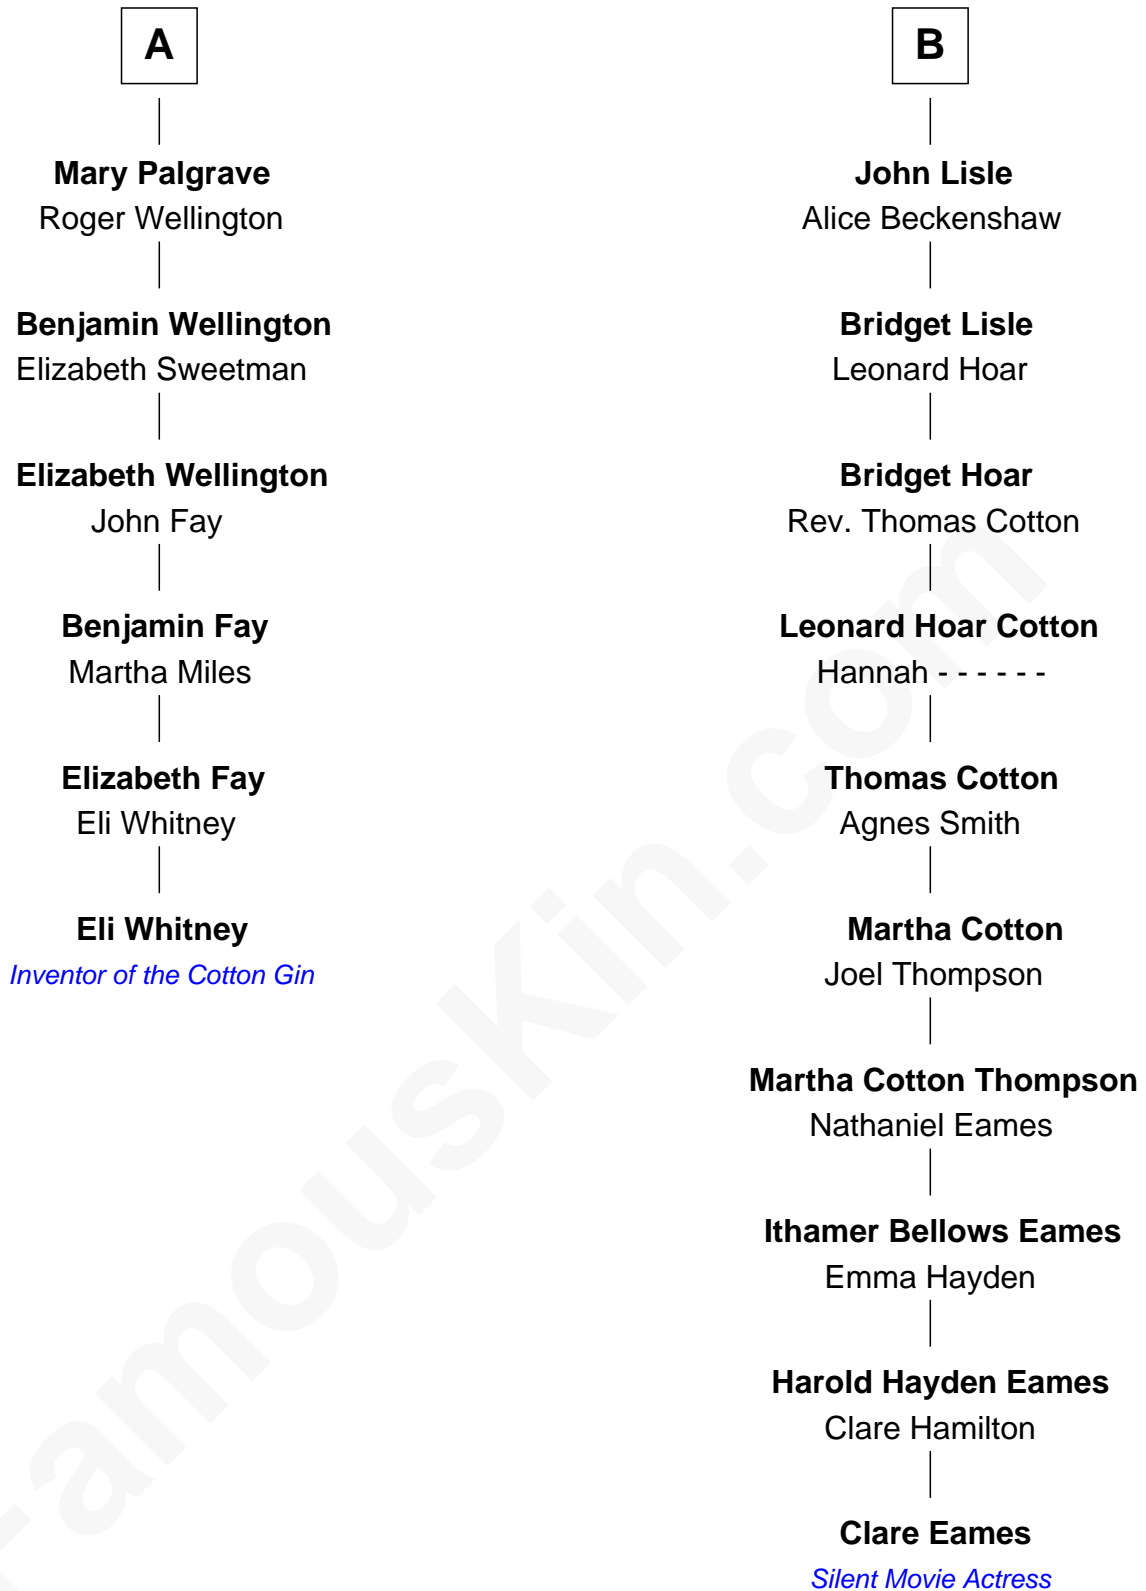 A
Mary Palgrave
Roger Wellington
Benjamin Wellington
Elizabeth Sweetman
Elizabeth Wellington
John Fay
Benjamin Fay
Martha Miles
Elizabeth Fay
Eli Whitney
Eli Whitney
Inventor of the Cotton Gin
B
John Lisle
Alice Beckenshaw
Bridget Lisle
Leonard Hoar
Bridget Hoar
Rev. Thomas Cotton
Leonard Hoar Cotton
Hannah - - - - - -
Thomas Cotton
Agnes Smith
Martha Cotton
Joel Thompson
Martha Cotton Thompson
Nathaniel Eames
Ithamer Bellows Eames
Emma Hayden
Harold Hayden Eames
Clare Hamilton
Clare Eames
Silent Movie Actress
FamousKin.com